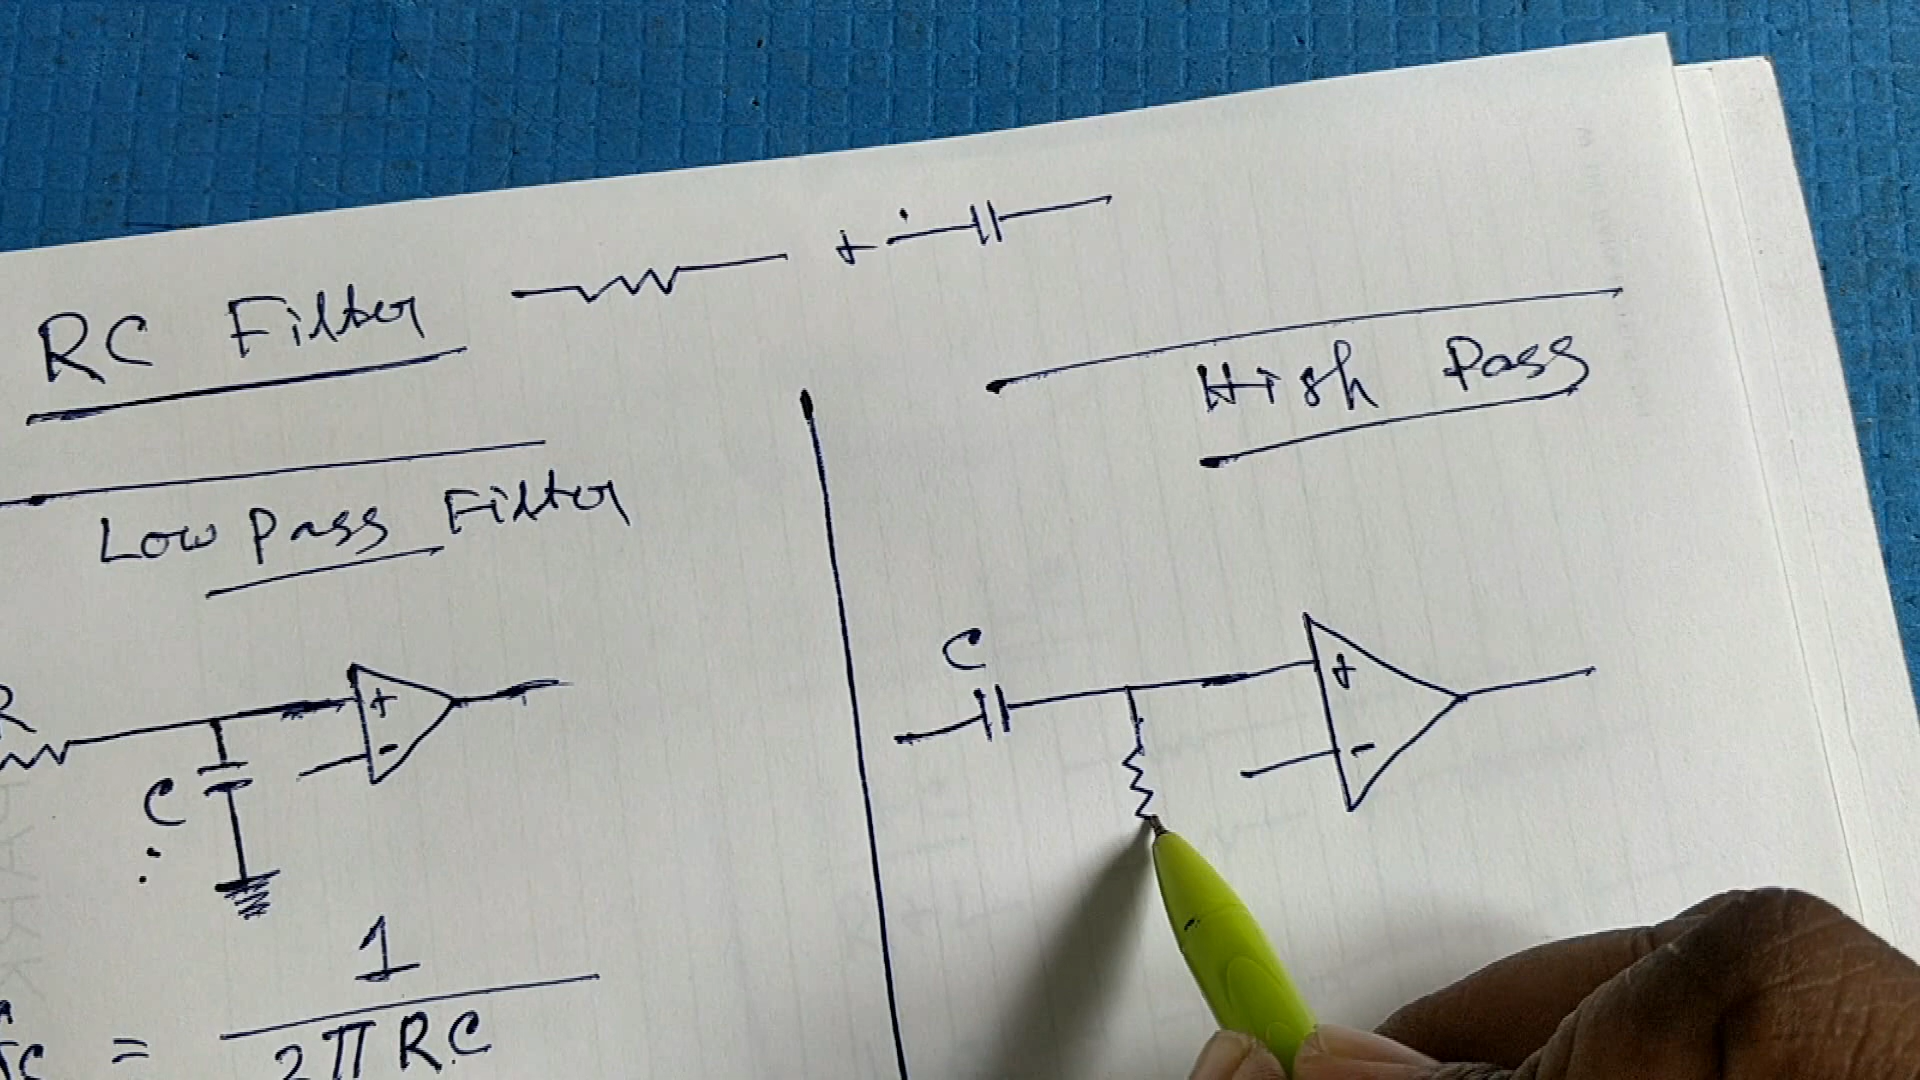 RC Filter
+
High Pass
Low Pass Filter
R
C
+
-
C
+
-
1
= 2πRC